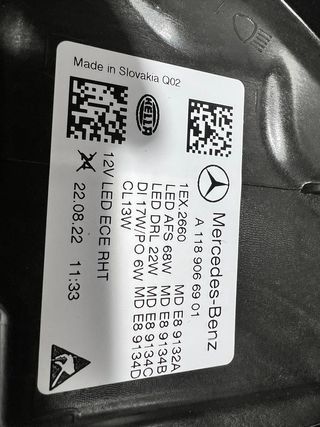 Made in Slovakia Q02
HELLA
Mercedes-Benz
A 118 906 69 01
1EX.2660 MD E8 9132A
LED AFS 68W MD E8 9134B
LED DRL 22W MD E8 9134C
DI 17W/PO 6W MD E8 9134D
CL13W
12V LED ECE RHT
22.08.22 11:33